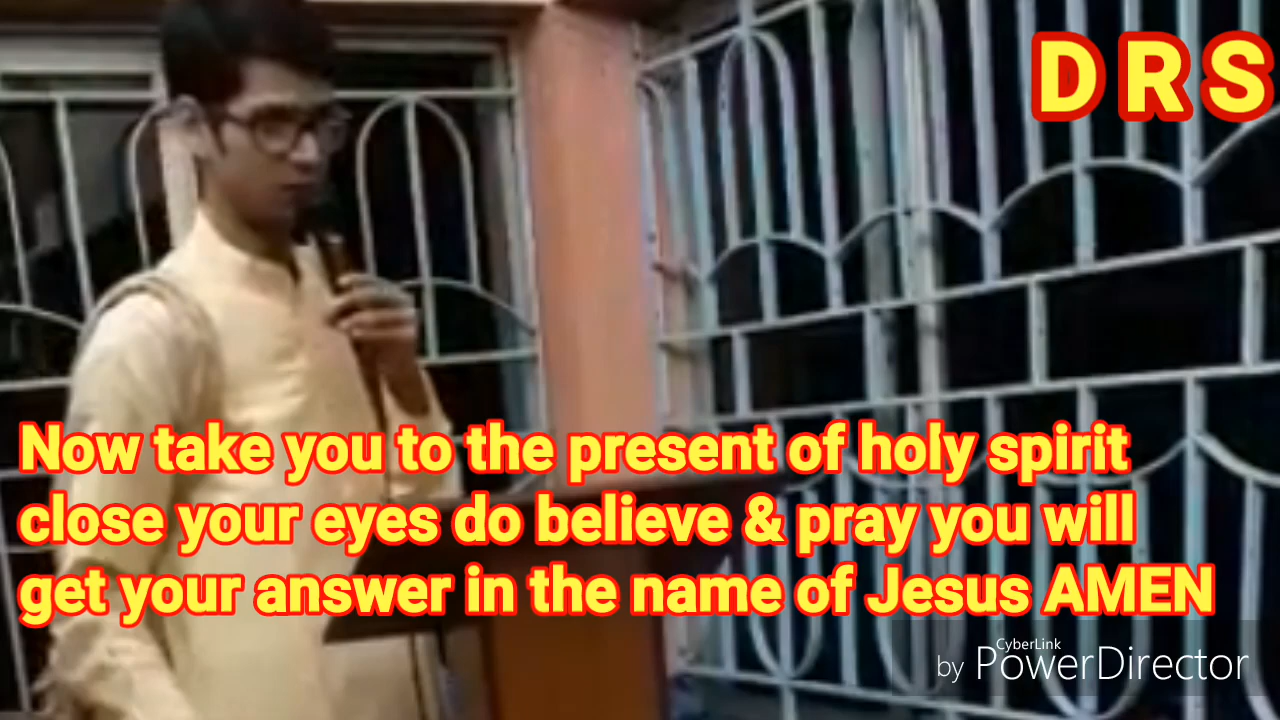 DRS
Now take you to the present of holy spirit
close your eyes do believe & pray you will
get your answer in the name of Jesus AMEN
CyberLink
by PowerDirector